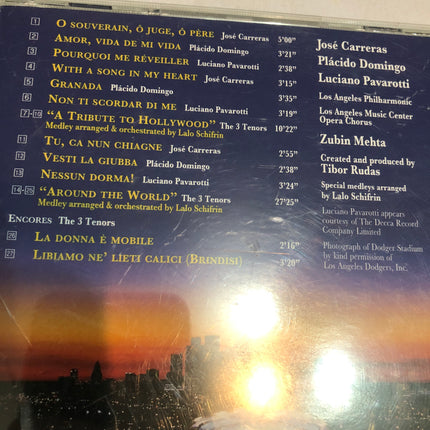 1 O SOUVERAIN, Ô JUGE, Ô PÈRE José Carreras 5'00"
2 AMOR, VIDA DE MI VIDA Plácido Domingo 3'21"
3 POURQUOI ME RÉVEILLER Luciano Pavarotti 2'38"
4 WITH A SONG IN MY HEART José Carreras 3'15"
5 GRANADA Plácido Domingo 3'35"
6 NON TI SCORDAR DI ME Luciano Pavarotti 3'19"
7-10 “A TRIBUTE TO HOLLYWOOD” The 3 Tenors 10'22"
Medley arranged & orchestrated by Lalo Schifrin
11 TU, CA NUN CHIAGNE José Carreras 2'55"
12 VESTI LA GIUBBA Plácido Domingo 2'38"
13 NESSUN DORMA! Luciano Pavarotti 3'24"
14-25 “AROUND THE WORLD” The 3 Tenors 27'25"
Medley arranged & orchestrated by Lalo Schifrin
ENCORES The 3 Tenors
26 LA DONNA È MOBILE 2'16"
27 LIBIAMO NE' LIETI CALICI (BRINDISI) 3'20"
José Carreras
Plácido Domingo
Luciano Pavarotti
Los Angeles Philharmonic
Los Angeles Music Center
Opera Chorus
Zubin Mehta
Created and produced by
Tibor Rudas
Special medleys arranged
by Lalo Schifrin
Luciano Pavarotti appears
courtesy of The Decca Record
Company Limited
Photograph of Dodger Stadium
by kind permission of
Los Angeles Dodgers, Inc.